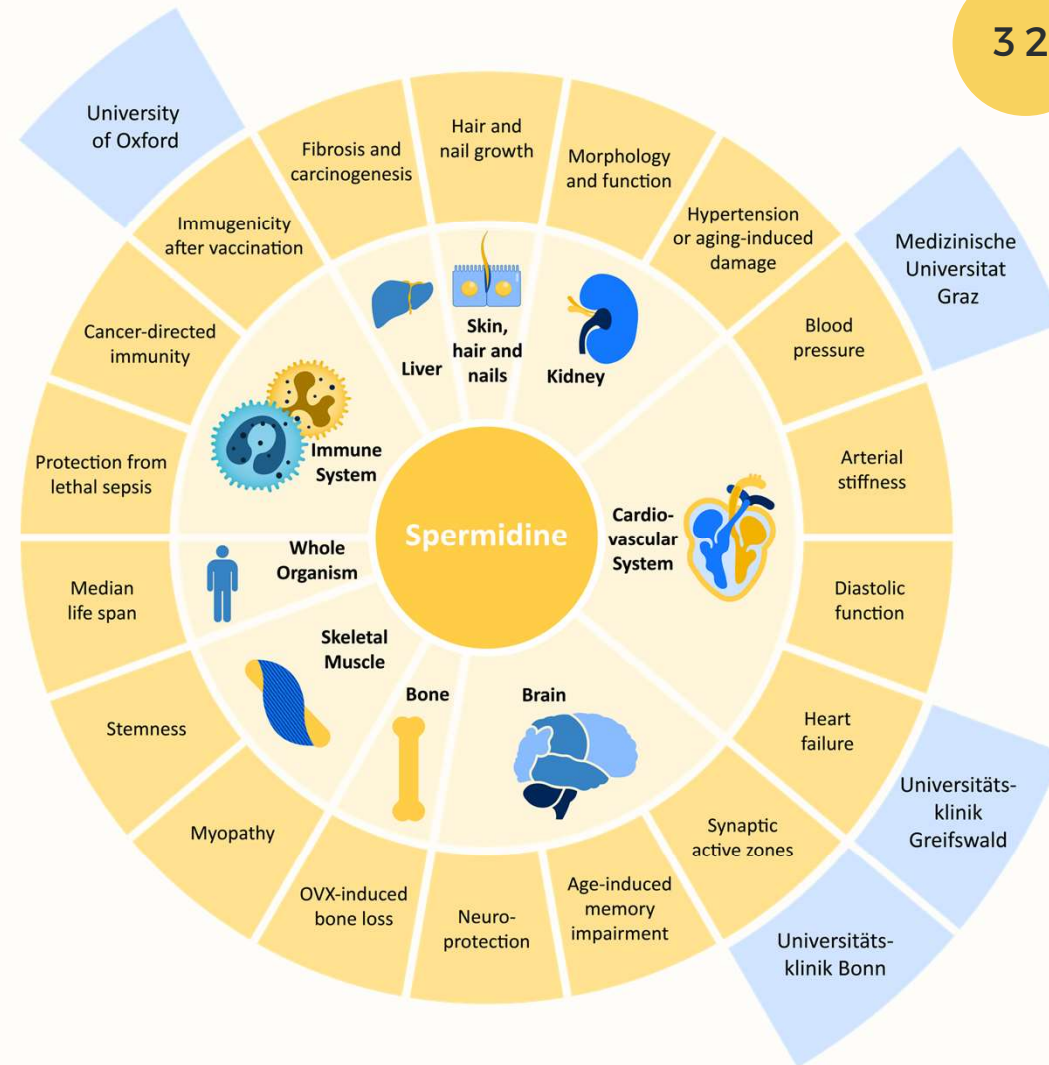 32
University
of Oxford
Fibrosis and
carcinogenesis
Hair and
nail growth
Morphology
and function
Hypertension
or aging-induced
damage
Medizinische
Universitat
Graz
Blood
pressure
Arterial
stiffness
Diastolic
function
Heart
failure
Universitäts-
klinik
Greifswald
Synaptic
active zones
Universitäts-
klinik Bonn
Age-induced
memory
impairment
Neuro-
protection
OVX-induced
bone loss
Myopathy
Stemness
Median
life span
Protection from
lethal sepsis
Cancer-directed
immunity
Immugenicity
after vaccination
Liver
Skin,
hair and
nails
Kidney
Cardio-
vascular
System
Brain
Bone
Skeletal
Muscle
Whole
Organism
Immune
System
Spermidine